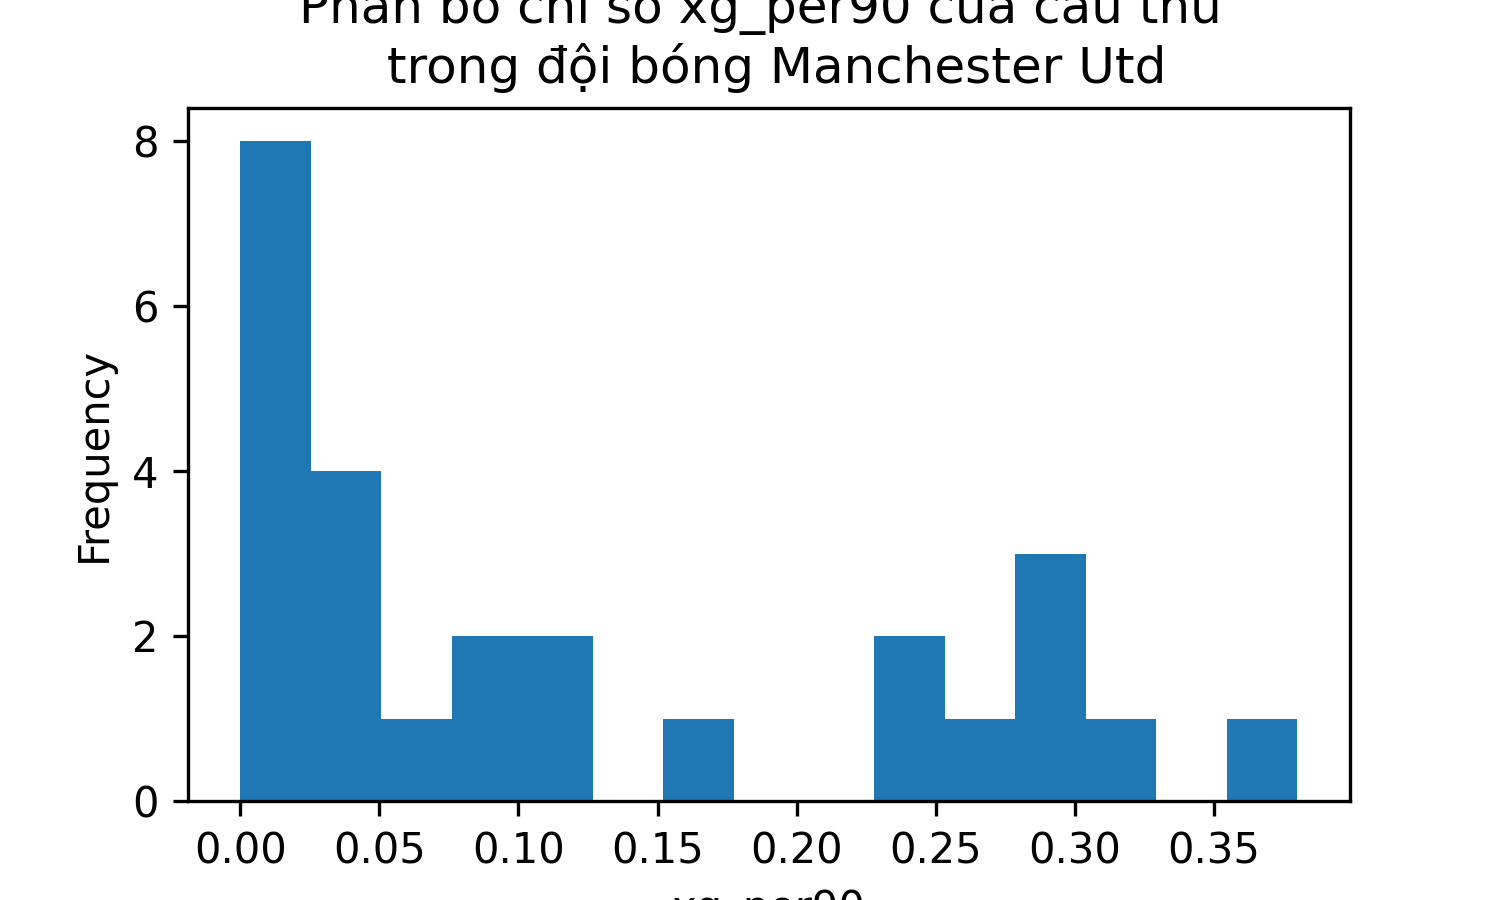 Phân bố chỉ số xg_per90 của cầu thủ
trong đội bóng Manchester Utd
8
6
4
2
0
Frequency
0.00 0.05 0.10 0.15 0.20 0.25 0.30 0.35
xg_per90